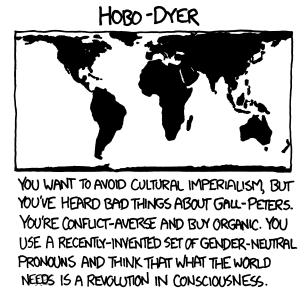 HOBO-DYER
YOU WANT TO AVOID CULTURAL IMPERIALISM, BUT
YOU'VE HEARD BAD THINGS ABOUT GALL-PETERS.
YOU'RE CONFLICT-AVERSE AND BUY ORGANIC. YOU
USE A RECENTLY-INVENTED SET OF GENDER-NEUTRAL
PRONOUNS AND THINK THAT WHAT THE WORLD
NEEDS IS A REVOLUTION IN CONSCIOUSNESS.